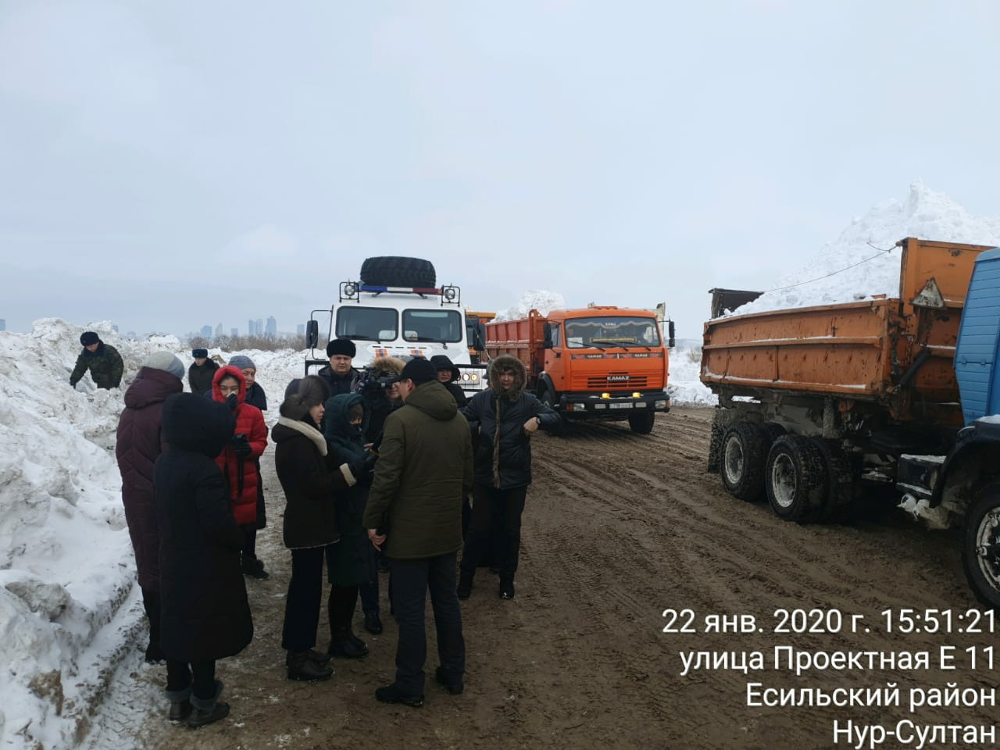 KAMAZ
22 янв. 2020 г. 15:51:21
улица Проектная Е 11
Есильский район
Нур-Султан